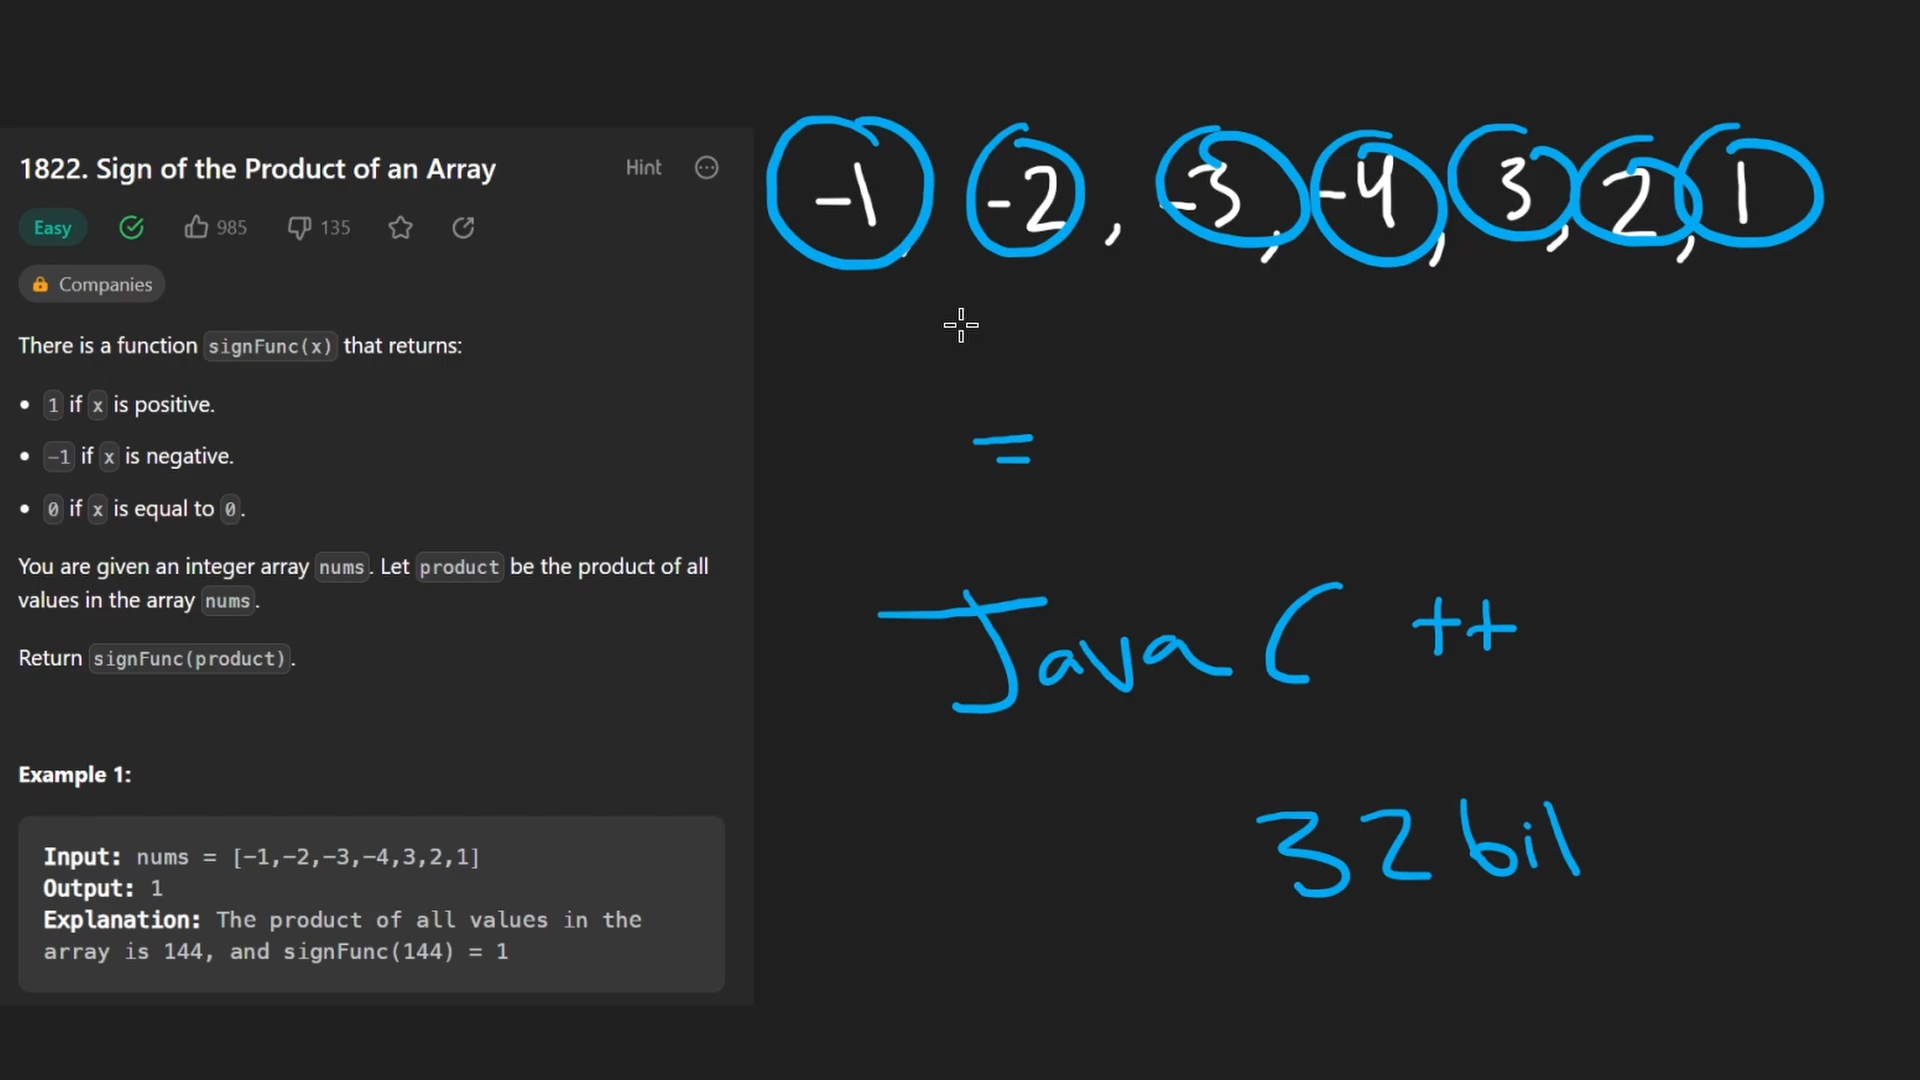 1822. Sign of the Product of an Array
Hint
Easy 985 135
Companies
There is a function signFunc(x) that returns:
• 1 if x is positive.
• -1 if x is negative.
• 0 if x is equal to 0.
You are given an integer array nums. Let product be the product of all
values in the array nums.
Return signFunc(product).
Example 1:
Input: nums = [-1,-2,-3,-4,3,2,1]
Output: 1
Explanation: The product of all values in the
array is 144, and signFunc(144) = 1
-1, -2, -3, -4, 3, 2, 1
=
Java C ++
32 bil